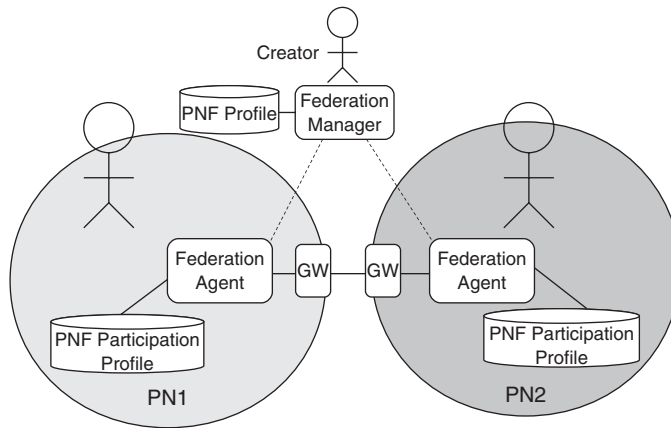 Creator
PNF Profile
Federation
Manager
Federation
Agent
GW
GW
Federation
Agent
PNF Participation
Profile
PNF Participation
Profile
PN1
PN2